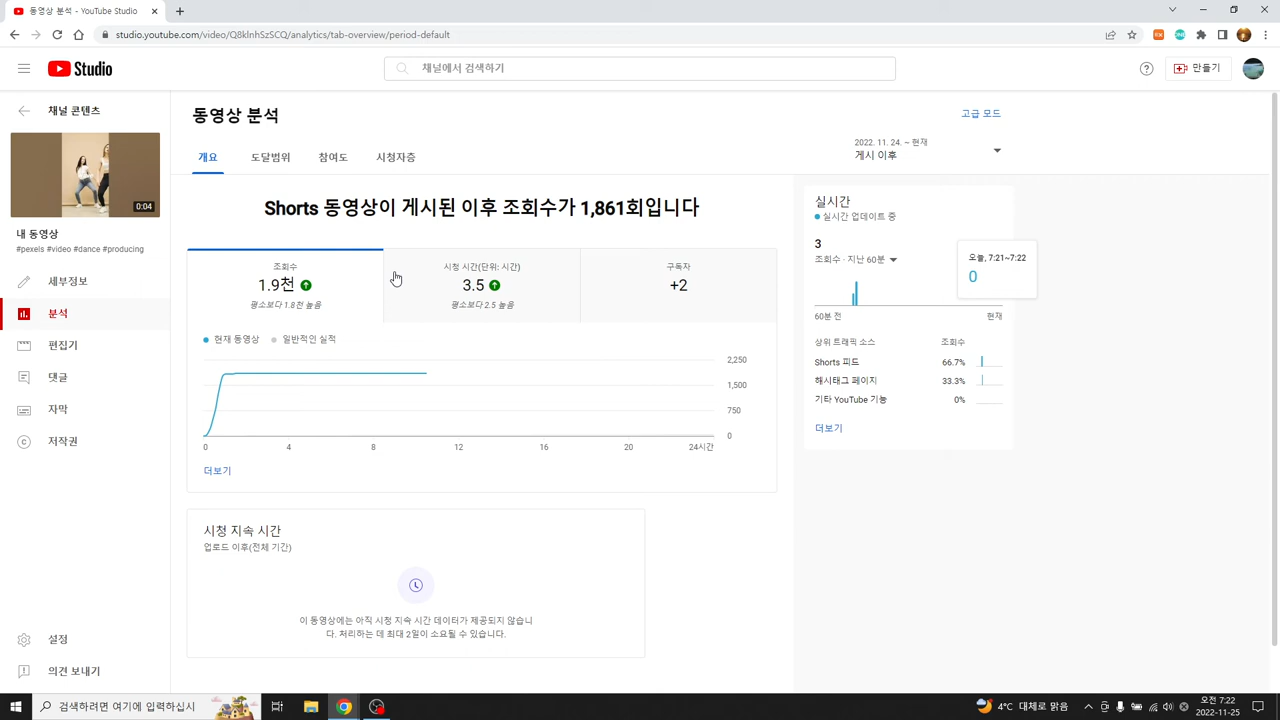 동영상 분석 - YouTube Studio
studio.youtube.com/video/Q8klnhSzSCQ/analytics/tab-overview/period-default
Studio
채널에서 검색하기
만들기
채널 콘텐츠
0:04
내 동영상
#pexels #video #dance #producing
세부정보
분석
편집기
댓글
자막
저작권
설정
의견 보내기
동영상 분석
고급 모드
개요 도달범위 참여도 시청자층
2022. 11. 24. ~ 현재
게시 이후
Shorts 동영상이 게시된 이후 조회수가 1,861회입니다
조회수
1.9천
평소보다 1.8천 높음
시청 시간(단위: 시간)
3.5
평소보다 2.5 높음
구독자
+2
현재 동영상 일반적인 실적
2,250
1,500
750
0
0 4 8 12 16 20 24시간
더보기
시청 지속 시간
업로드 이후(전체 기간)
이 동영상에는 아직 시청 지속 시간 데이터가 제공되지 않습니
다. 처리하는 데 최대 2일이 소요될 수 있습니다.
실시간
실시간 업데이트 중
3
조회수 · 지난 60분
오늘, 7:21~7:22
0
60분 전 현재
상위 트래픽 소스 조회수
Shorts 피드 66.7%
해시태그 페이지 33.3%
기타 YouTube 기능 0%
더보기
검색하려면 여기에 입력하십시
4°C 대체로 맑음
오전 7:22
2022-11-25